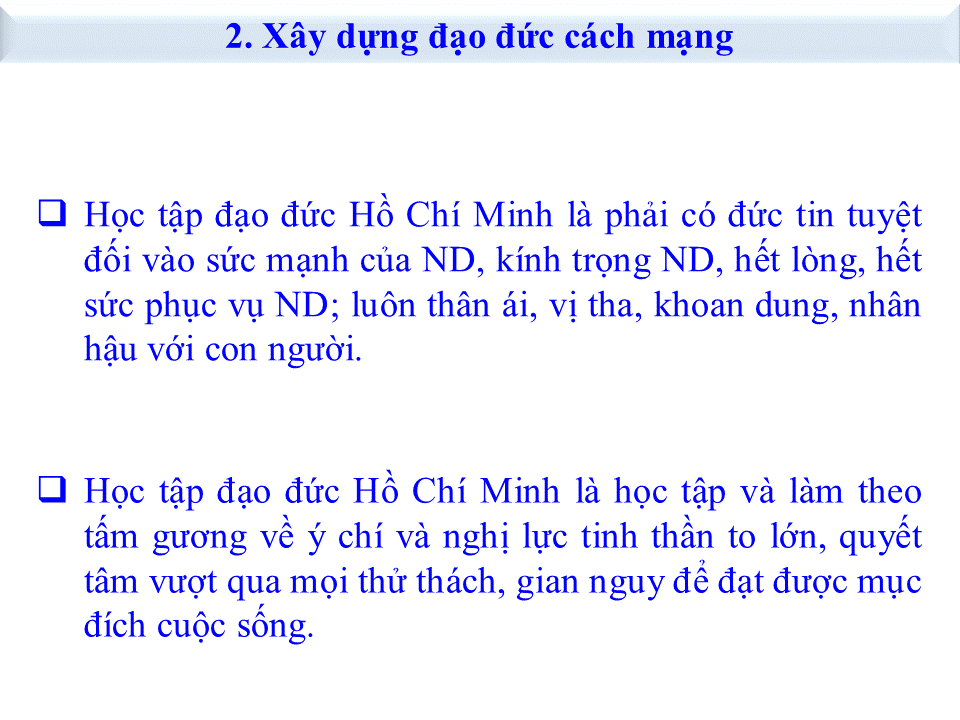 2. Xây dựng đạo đức cách mạng
Học tập đạo đức Hồ Chí Minh là phải có đức tin tuyệt
đối vào sức mạnh của ND, kính trọng ND, hết lòng, hết
sức phục vụ ND; luôn thân ái, vị tha, khoan dung, nhân
hậu với con người.
Học tập đạo đức Hồ Chí Minh là học tập và làm theo
tấm gương về ý chí và nghị lực tinh thần to lớn, quyết
tâm vượt qua mọi thử thách, gian nguy để đạt được mục
đích cuộc sống.